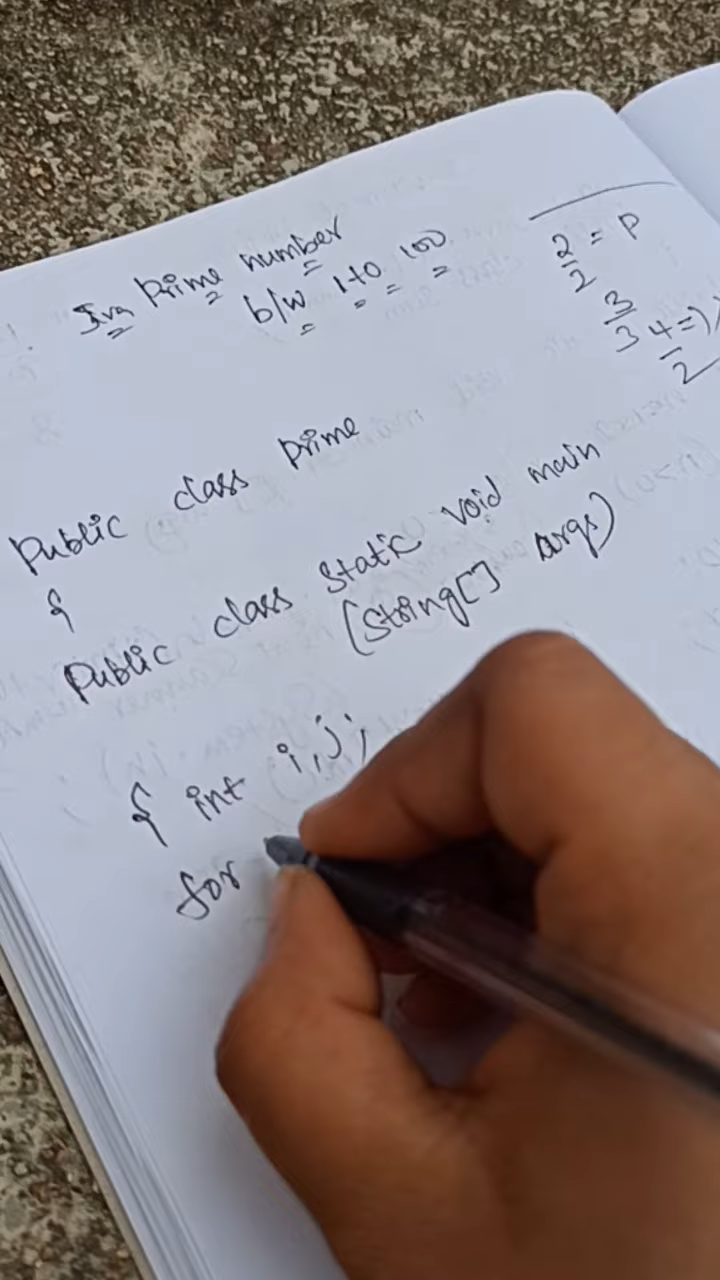 prime number
b/w 1 to 100
2/2 = P
3/3
4/2 =)
Public class prime
{
Public class static void main
(String[] args)
{ int i,j;
for